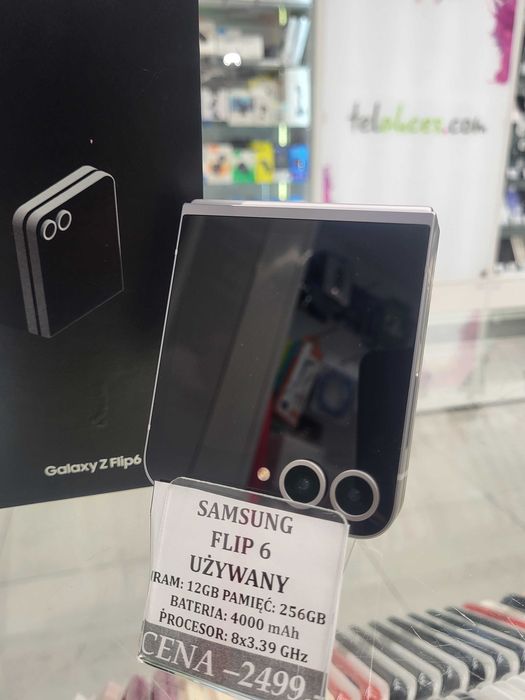 telakces.com
Galaxy Z Flip6
SAMSUNG
FLIP 6
UŻYWANY
RAM: 12GB PAMIĘĆ: 256GB
BATERIA: 4000 mAh
PROCESOR: 8x3.39 GHz
CENA –2499